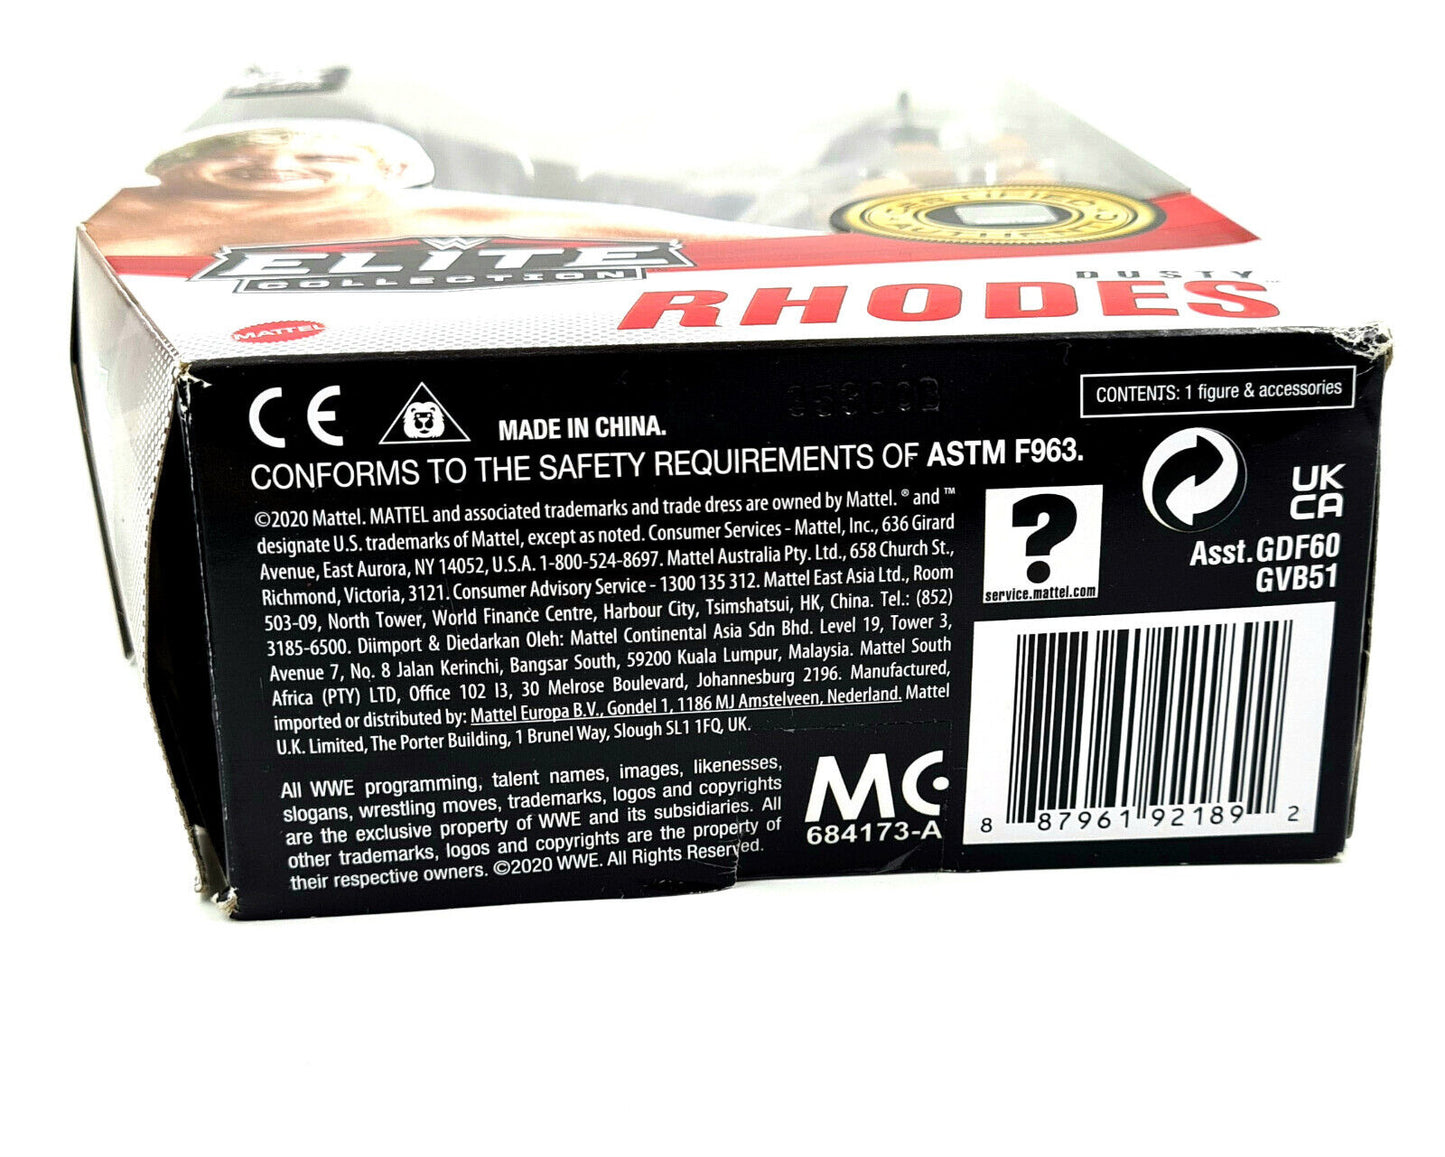 W
ELITE
COLLECTION
MATTEL
DUSTY
RHODES™
CE
MADE IN CHINA.
CONFORMS TO THE SAFETY REQUIREMENTS OF ASTM F963.
CONTENTS: 1 figure & accessories
©2020 Mattel. MATTEL and associated trademarks and trade dress are owned by Mattel. ® and ™
designate U.S. trademarks of Mattel, except as noted. Consumer Services - Mattel, Inc., 636 Girard
Avenue, East Aurora, NY 14052, U.S.A. 1-800-524-8697. Mattel Australia Pty. Ltd., 658 Church St.,
Richmond, Victoria, 3121. Consumer Advisory Service - 1300 135 312. Mattel East Asia Ltd., Room
503-09, North Tower, World Finance Centre, Harbour City, Tsimshatsui, HK, China. Tel.: (852)
3185-6500. Diimport & Diedarkan Oleh: Mattel Continental Asia Sdn Bhd. Level 19, Tower 3,
Avenue 7, No. 8 Jalan Kerinchi, Bangsar South, 59200 Kuala Lumpur, Malaysia. Mattel South
Africa (PTY) LTD, Office 102 I3, 30 Melrose Boulevard, Johannesburg 2196. Manufactured,
imported or distributed by: Mattel Europa B.V., Gondel 1, 1186 MJ Amstelveen, Nederland. Mattel
U.K. Limited, The Porter Building, 1 Brunel Way, Slough SL1 1FQ, UK.
All WWE programming, talent names, images, likenesses,
slogans, wrestling moves, trademarks, logos and copyrights
are the exclusive property of WWE and its subsidiaries. All
other trademarks, logos and copyrights are the property of
their respective owners. ©2020 WWE. All Rights Reserved.
MC
684173-A
?
service.mattel.com
UK
CA
Asst.GDF60
GVB51
8 87961 92189 2